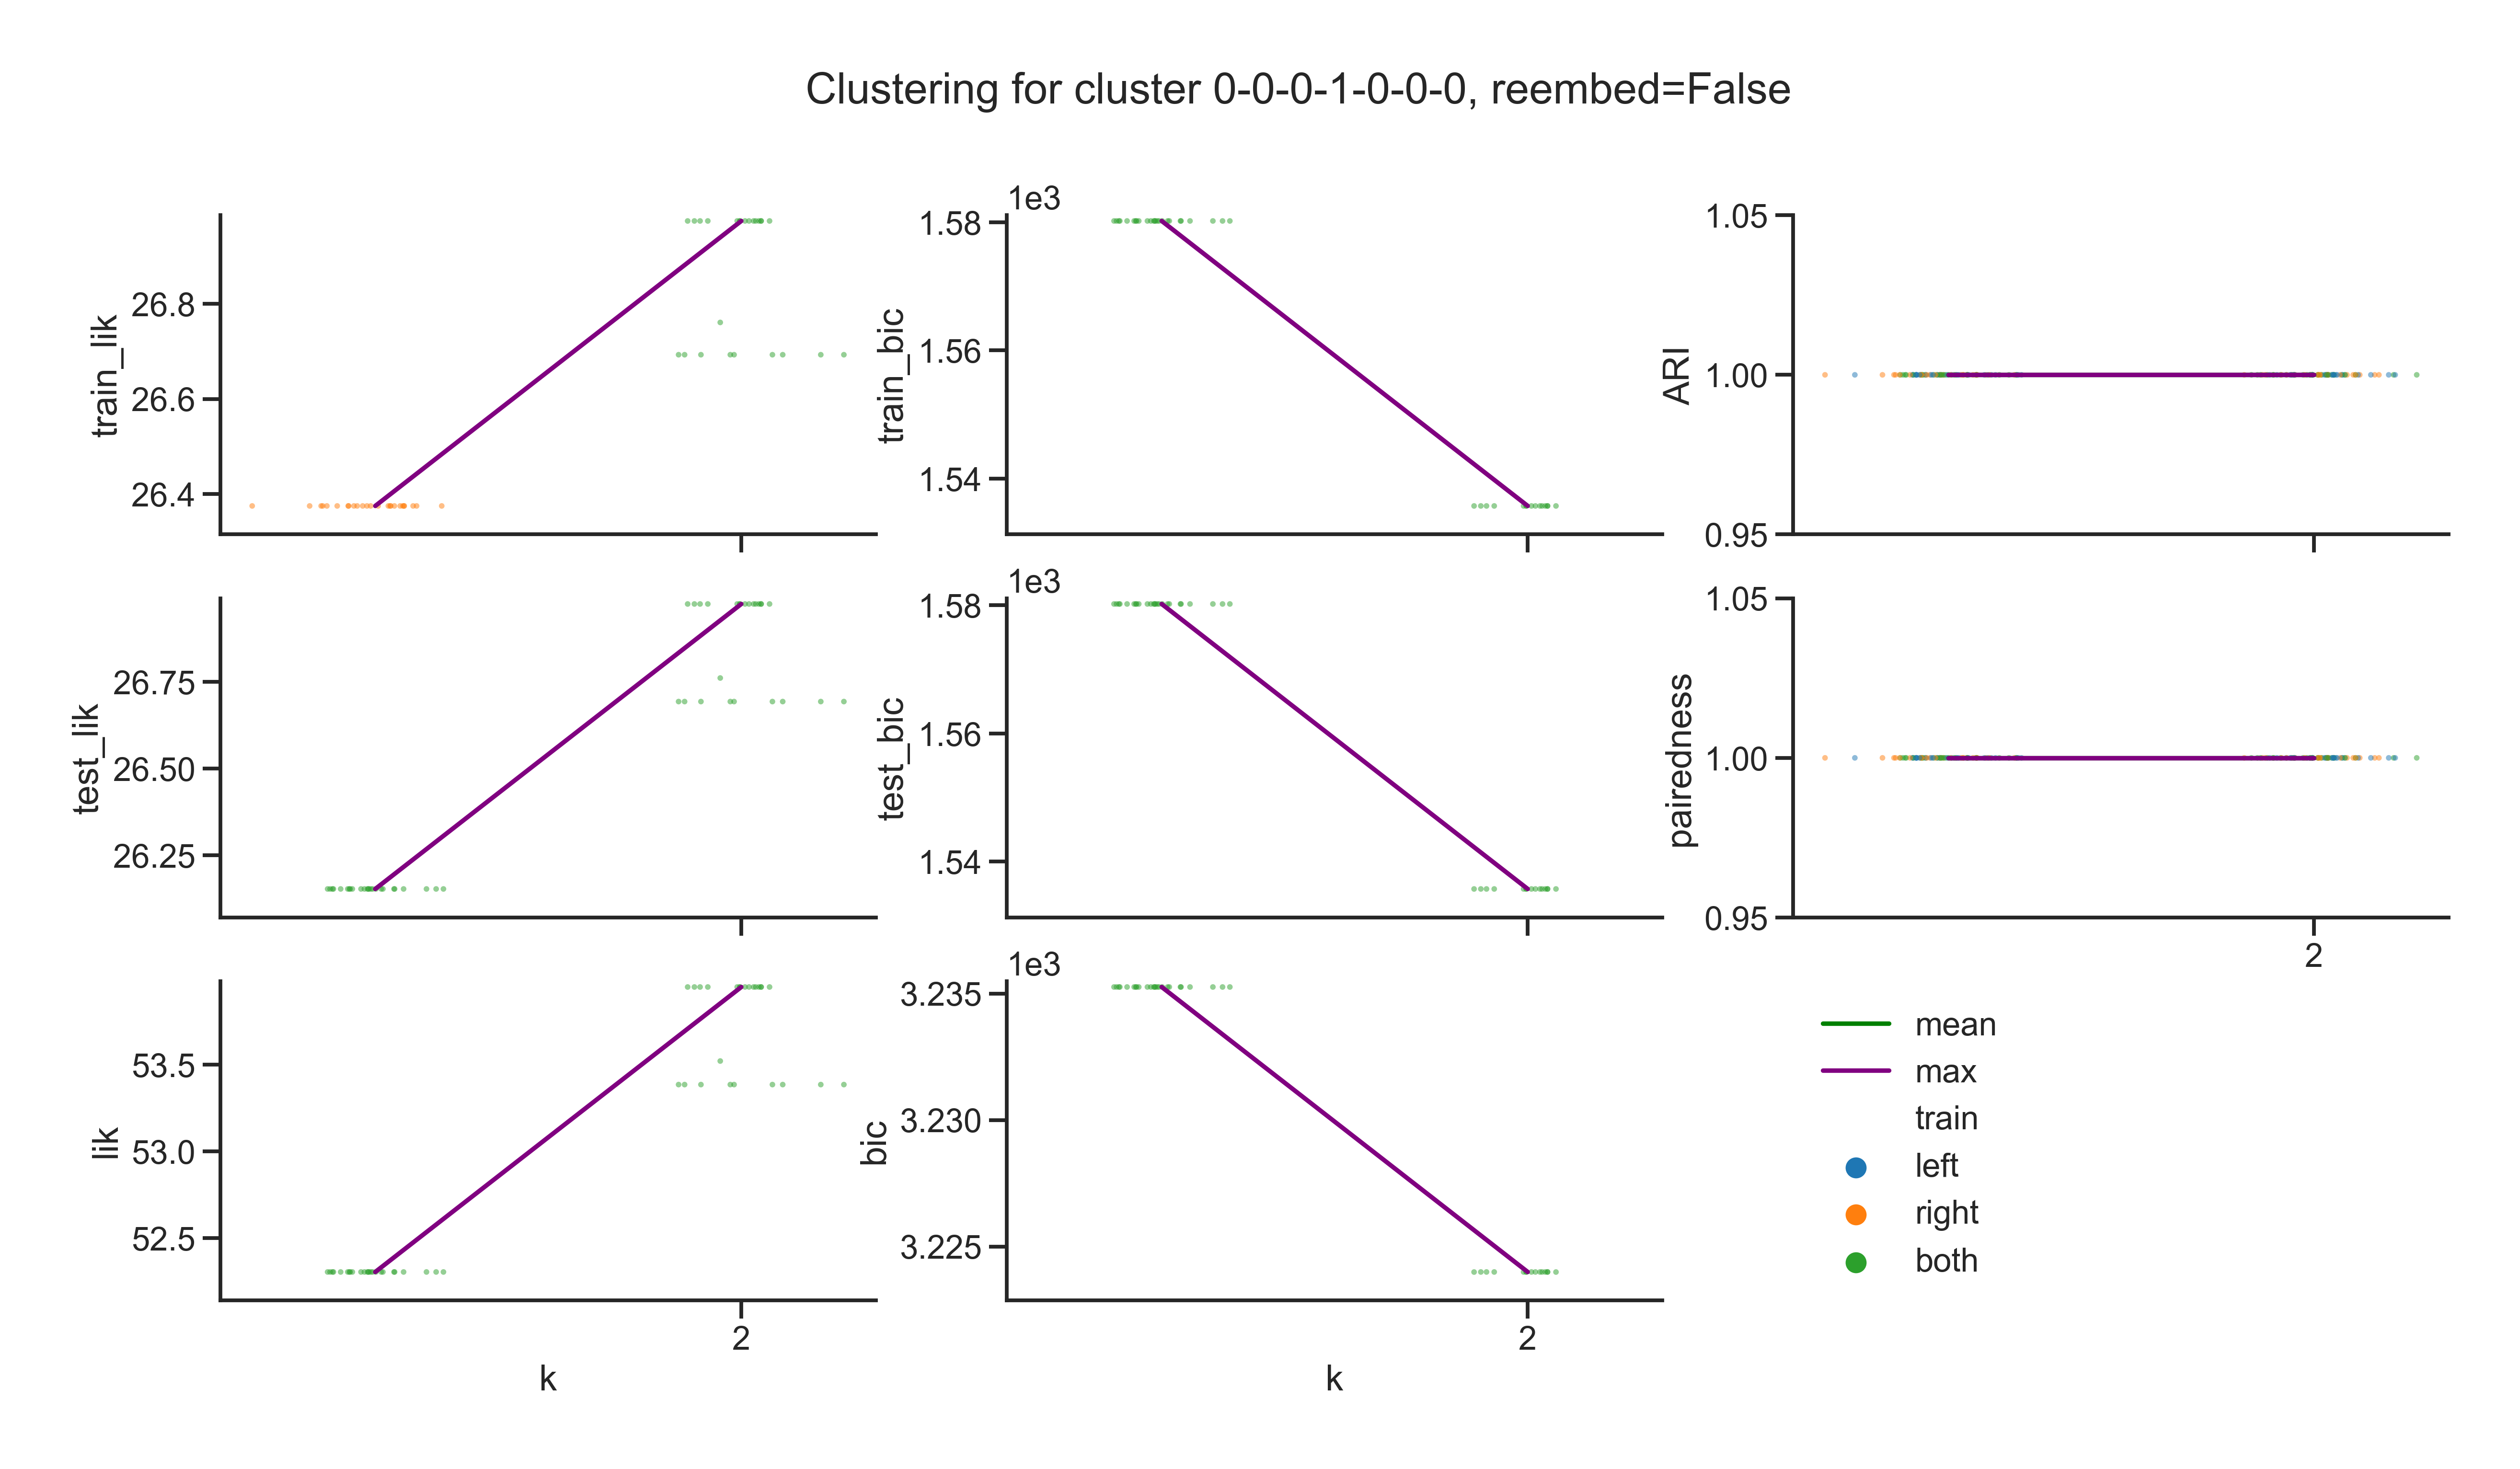 Clustering for cluster 0-0-0-1-0-0-0, reembed=False
train_lik
26.8
26.6
26.4
1e3
train_bic
1.58
1.56
1.54
ARI
1.05
1.00
0.95
test_lik
26.75
26.50
26.25
1e3
test_bic
1.58
1.56
1.54
pairedness
1.05
1.00
0.95
2
lik
53.5
53.0
52.5
2
k
1e3
bic
3.235
3.230
3.225
2
k
mean
max
train
left
right
both